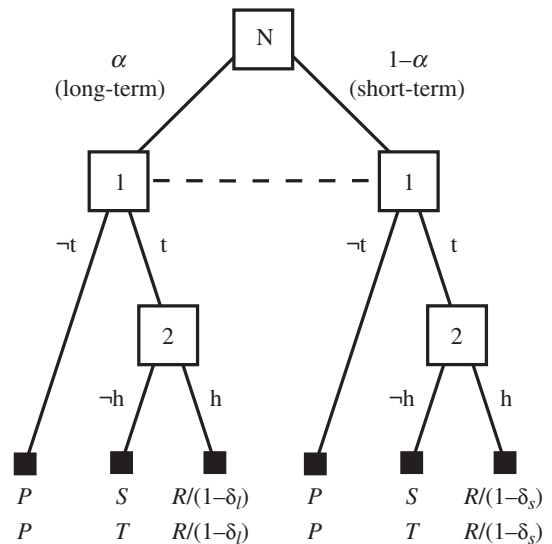 N
α 1–α
(long-term) (short-term)
1 1
¬t t ¬t t
2 2
¬h h ¬h h
P S R/(1–δl) P S R/(1–δs)
P T R/(1–δl) P T R/(1–δs)